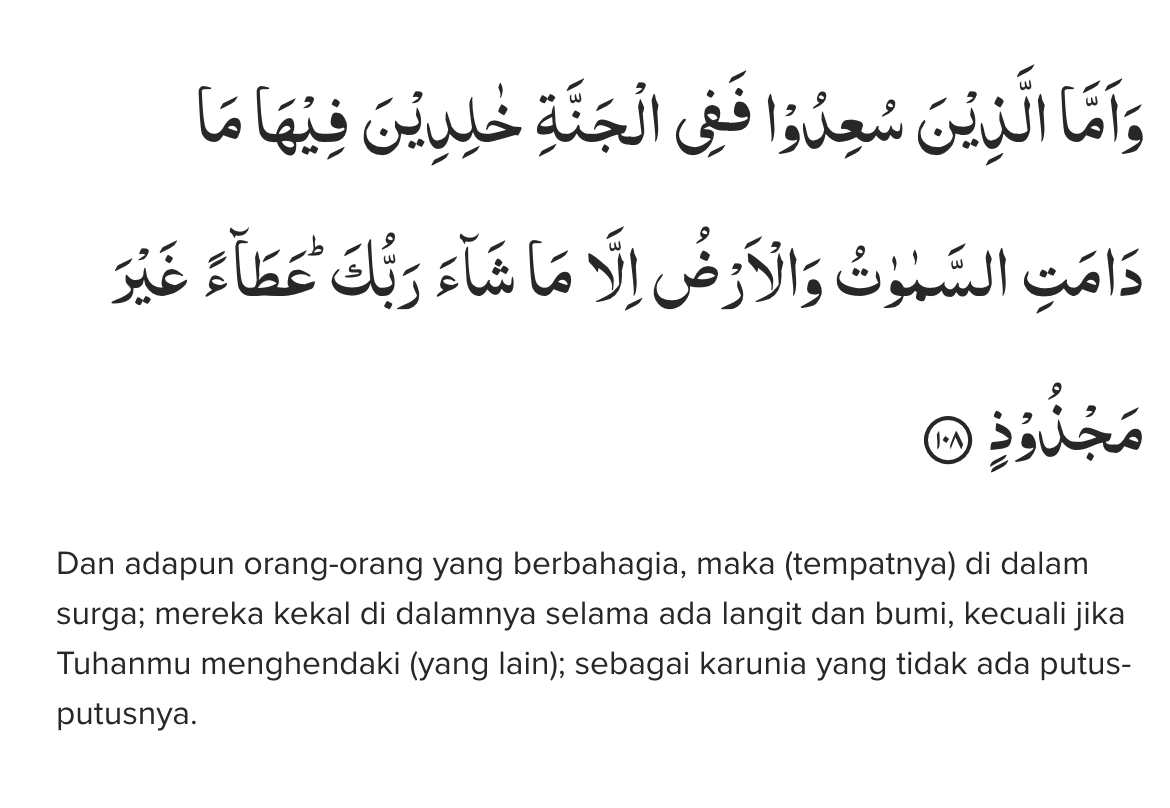 وَاَمَّا الَّذِيْنَ سُعِدُوْا فَفِى الْجَنَّةِ خٰلِدِيْنَ فِيْهَا مَا
دَامَتِ السَّمٰوٰتُ وَالْاَرْضُ اِلَّا مَا شَاۤءَ رَبُّكَۗ عَطَاۤءً غَيْرَ
مَجْذُوْذٍ ١٠٨
Dan adapun orang-orang yang berbahagia, maka (tempatnya) di dalam
surga; mereka kekal di dalamnya selama ada langit dan bumi, kecuali jika
Tuhanmu menghendaki (yang lain); sebagai karunia yang tidak ada putus-
putusnya.